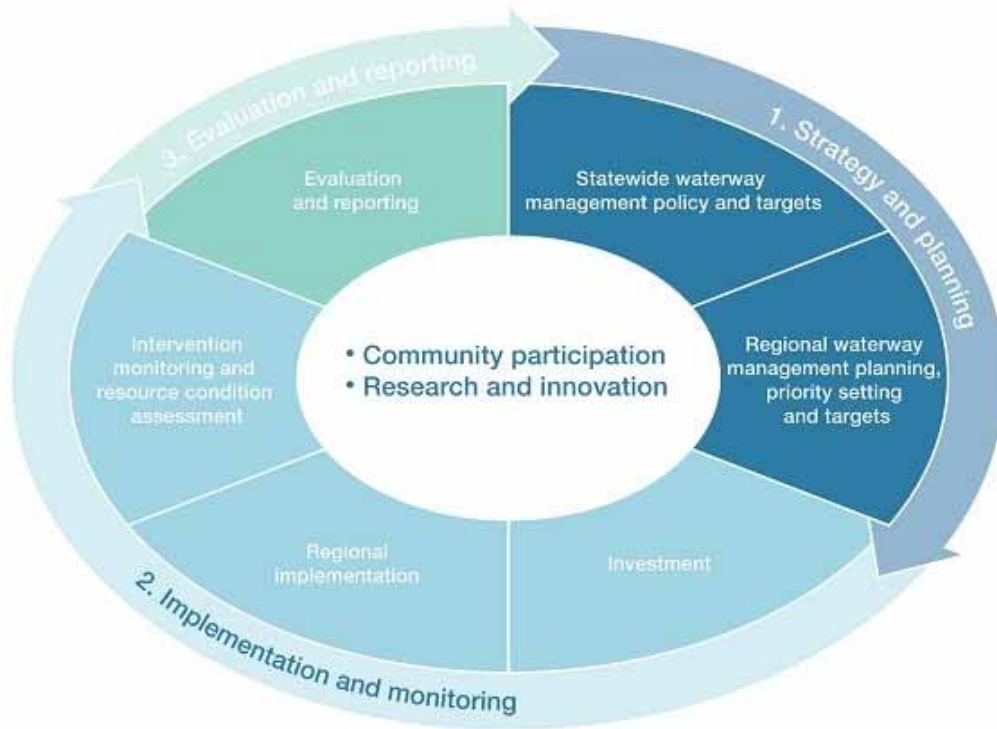 3. Evaluation and reporting
1. Strategy and planning
Evaluation
and reporting
Statewide waterway
management policy and targets
Intervention
monitoring and
resource condition
assessment
• Community participation
• Research and innovation
Regional waterway
management planning,
priority setting
and targets
Regional
implementation
Investment
2. Implementation and monitoring